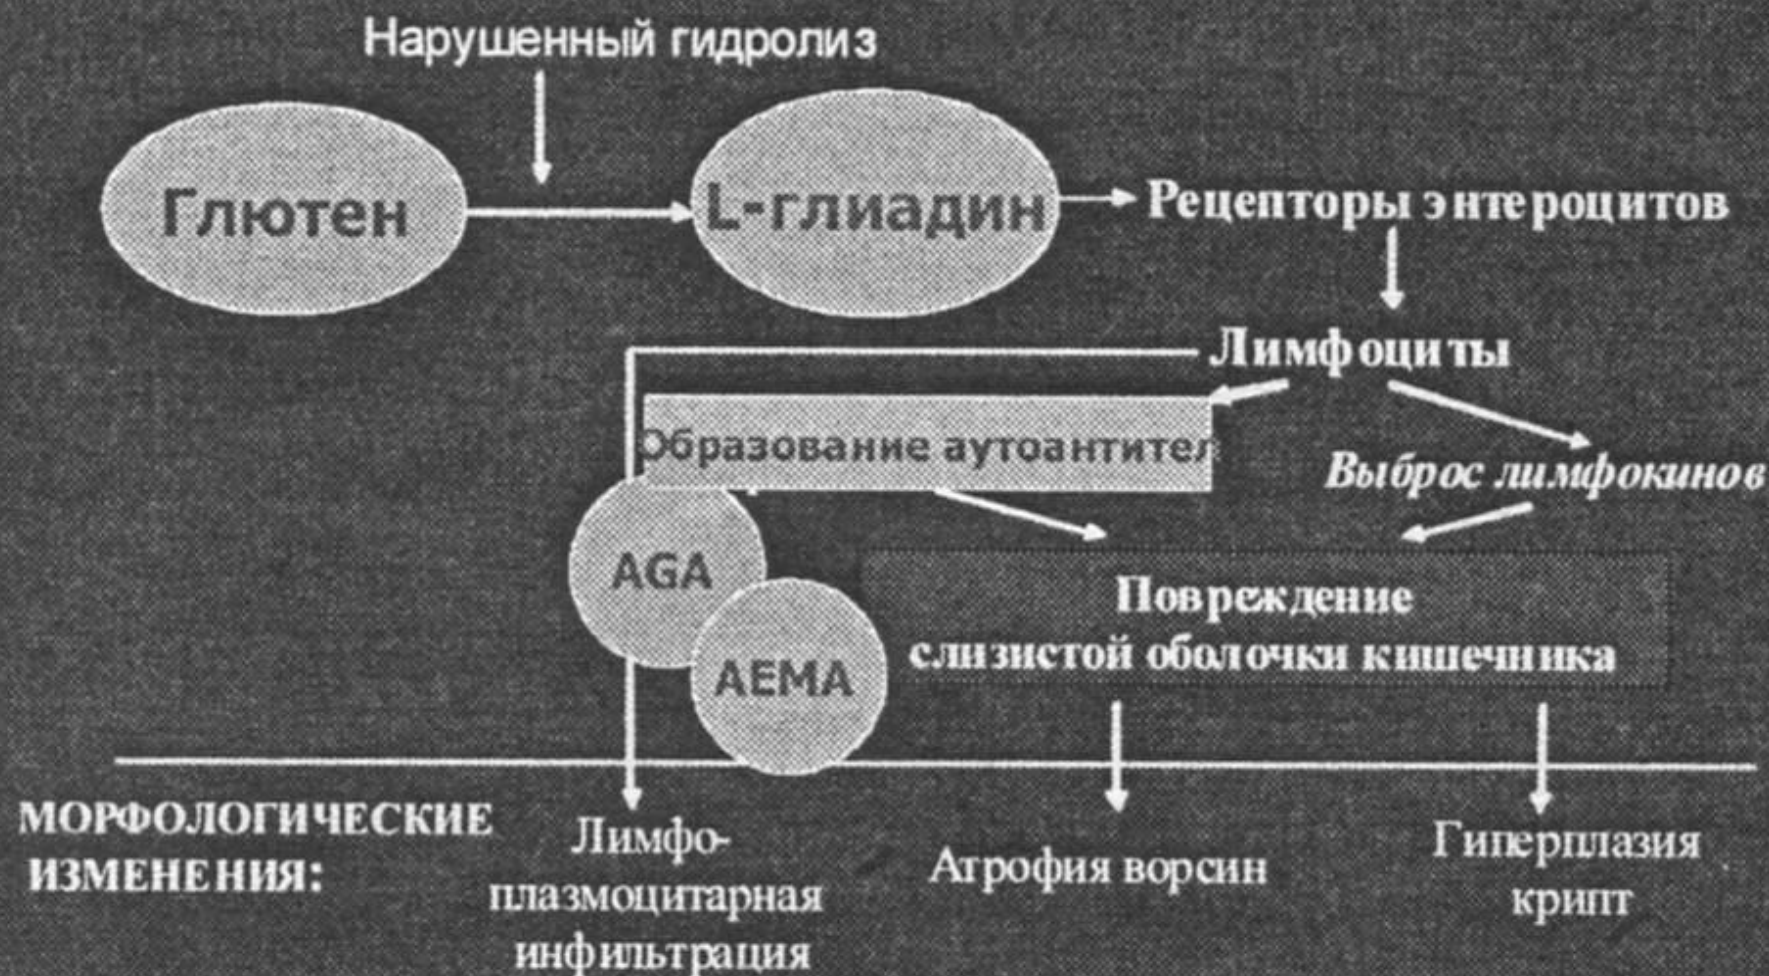 Нарушенный гидролиз
Глютен
L-глиадин
Рецепторы энтероцитов
Лимфоциты
Образование аутоантител
Выброс лимфокинов
AGA
AEMA
Повреждение
слизистой оболочки кишечника
МОРФОЛОГИЧЕСКИЕ
ИЗМЕНЕНИЯ:
Лимфо-
плазмоцитарная
инфильтрация
Атрофия ворсин
Гиперплазия
крипт